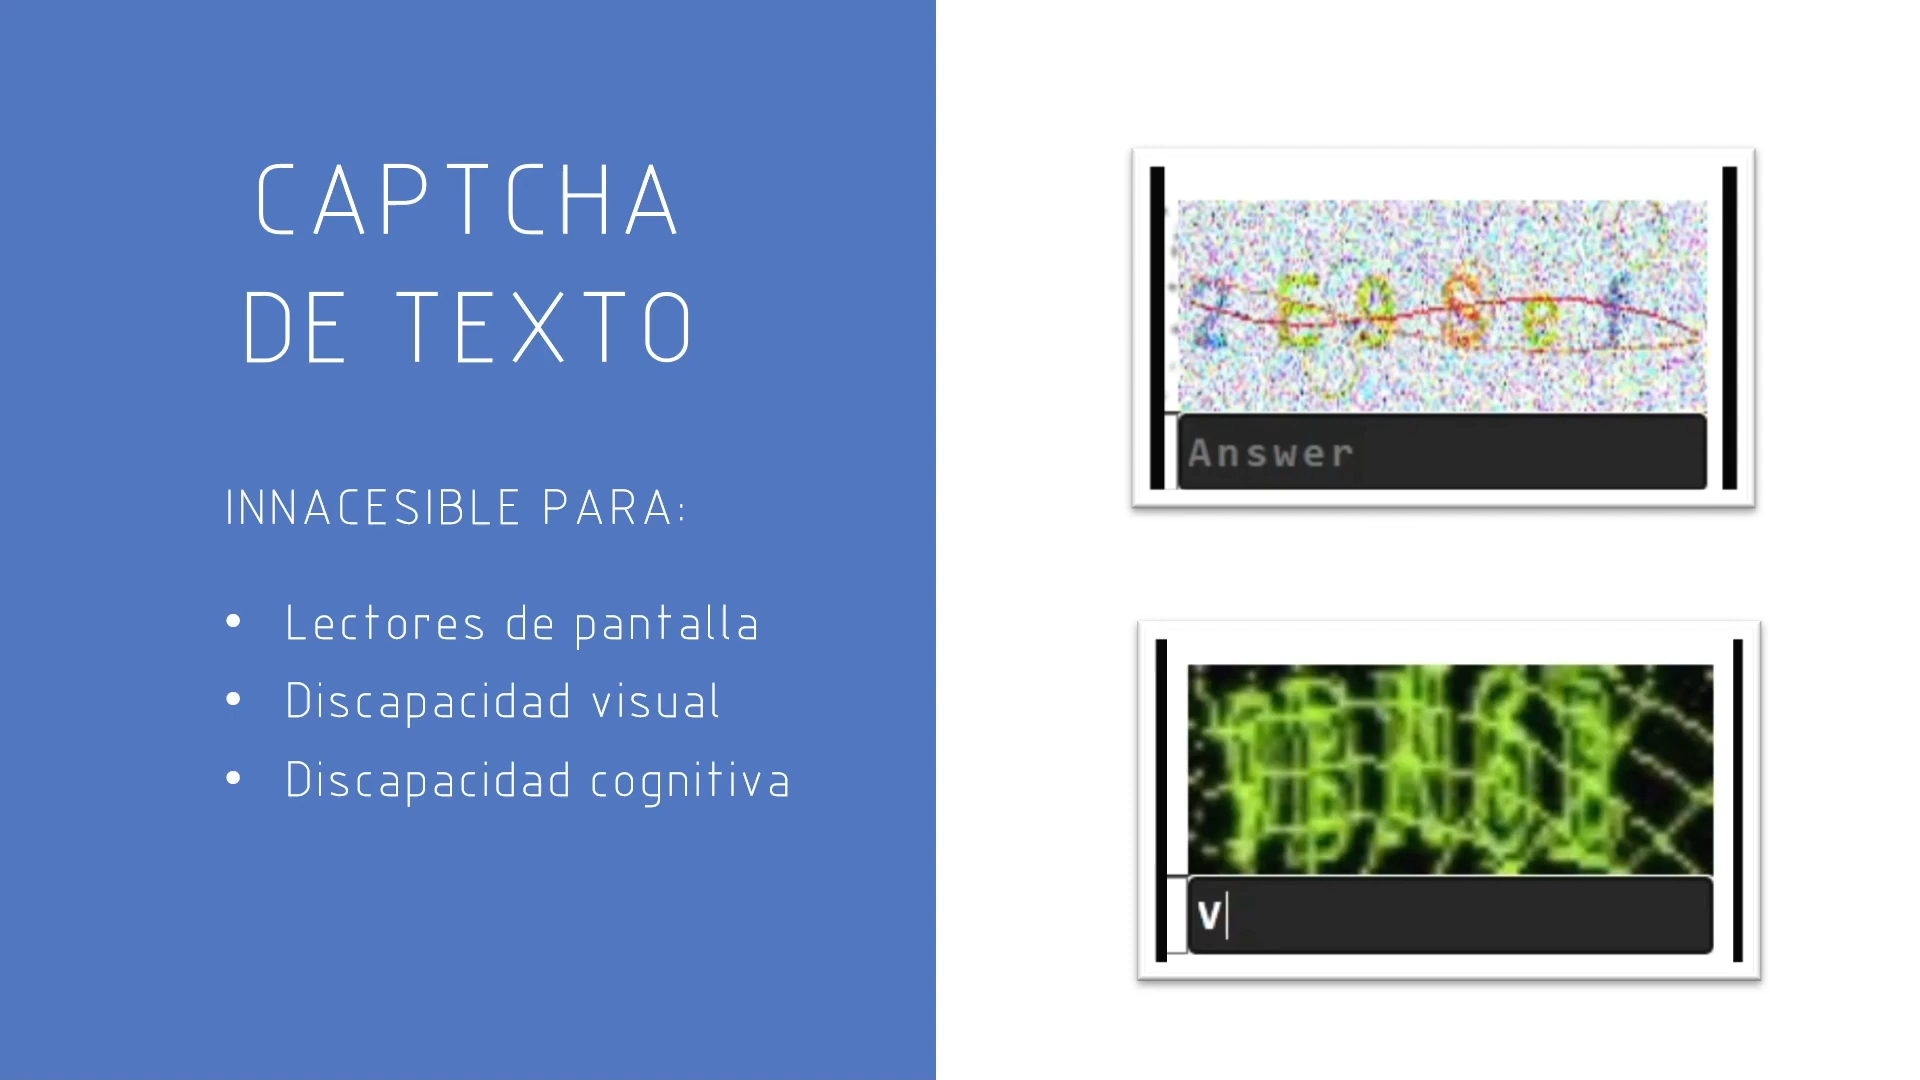 CAPTCHA
DE TEXTO
INNACESIBLE PARA:
• Lectores de pantalla
• Discapacidad visual
• Discapacidad cognitiva
Answer
v